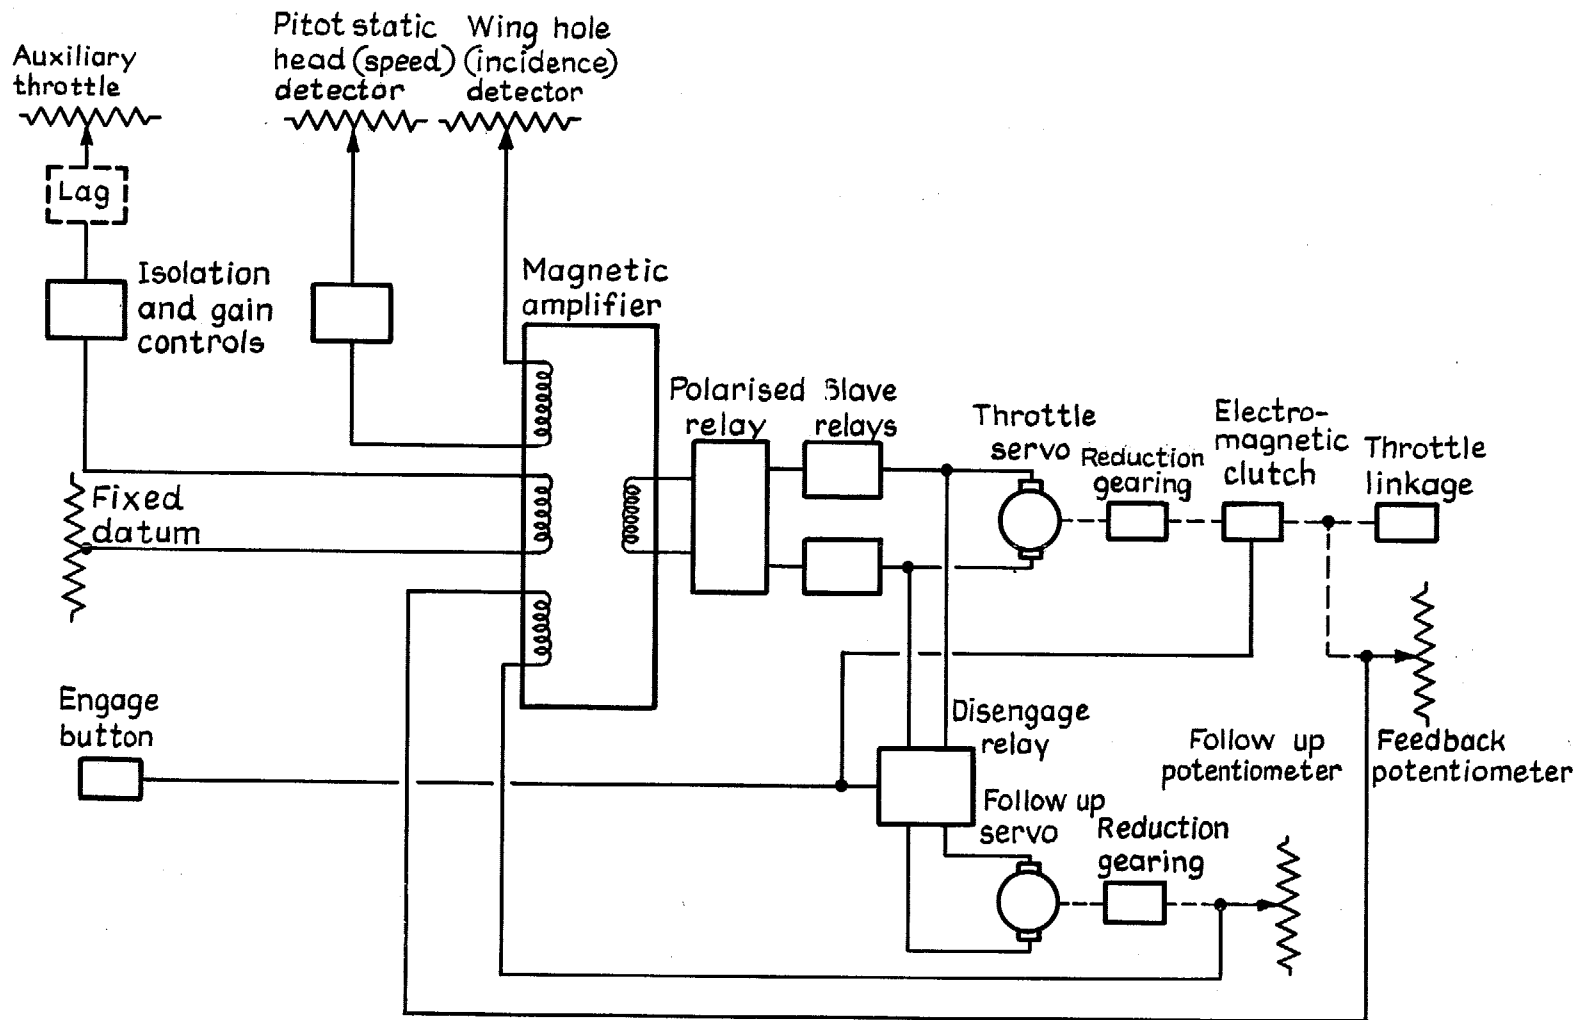 Auxiliary
throttle
Pitot static
head (speed)
detector
Wing hole
(incidence)
detector
Lag
Isolation
and gain
controls
Magnetic
amplifier
Polarised
relay
Slave
relays
Throttle
servo
Reduction
gearing
Electro-
magnetic
clutch
Throttle
linkage
Fixed
datum
Engage
button
Disengage
relay
Follow up
potentiometer
Feedback
potentiometer
Follow up
servo
Reduction
gearing